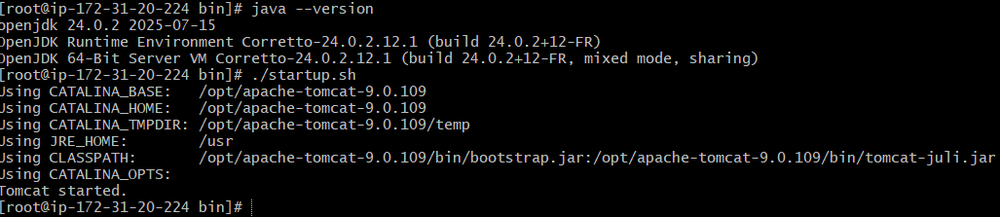 [root@ip-172-31-20-224 bin]# java --version
openjdk 24.0.2 2025-07-15
OpenJDK Runtime Environment Corretto-24.0.2.12.1 (build 24.0.2+12-FR)
OpenJDK 64-Bit Server VM Corretto-24.0.2.12.1 (build 24.0.2+12-FR, mixed mode, sharing)
[root@ip-172-31-20-224 bin]# ./startup.sh
Using CATALINA_BASE:   /opt/apache-tomcat-9.0.109
Using CATALINA_HOME:   /opt/apache-tomcat-9.0.109
Using CATALINA_TMPDIR: /opt/apache-tomcat-9.0.109/temp
Using JRE_HOME:        /usr
Using CLASSPATH:       /opt/apache-tomcat-9.0.109/bin/bootstrap.jar:/opt/apache-tomcat-9.0.109/bin/tomcat-juli.jar
Using CATALINA_OPTS:
Tomcat started.
[root@ip-172-31-20-224 bin]#